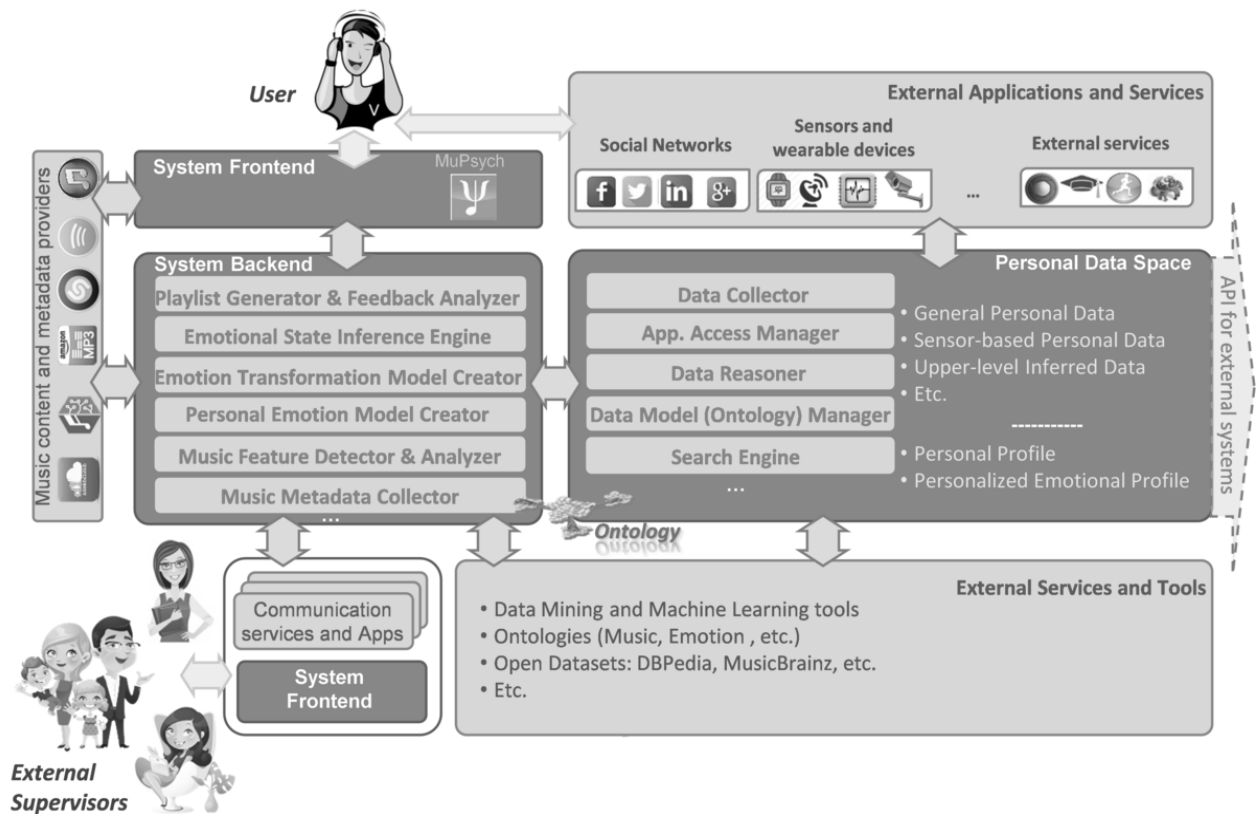 User
External Applications and Services
Social Networks
Sensors and
wearable devices
External services
f
in
g+
...
System Frontend
MuPsych
ψ
V
Music content and metadata providers
amazon
MP3
System Backend
Playlist Generator & Feedback Analyzer
Emotional State Inference Engine
Emotion Transformation Model Creator
Personal Emotion Model Creator
Music Feature Detector & Analyzer
Music Metadata Collector
...
Personal Data Space
Data Collector
App. Access Manager
Data Reasoner
Data Model (Ontology) Manager
Search Engine
...
• General Personal Data
• Sensor-based Personal Data
• Upper-level Inferred Data
• Etc.
-----------
• Personal Profile
• Personalized Emotional Profile
API for external systems
Ontology
Communication
services and Apps
System
Frontend
External Services and Tools
• Data Mining and Machine Learning tools
• Ontologies (Music, Emotion , etc.)
• Open Datasets: DBPedia, MusicBrainz, etc.
• Etc.
External
Supervisors